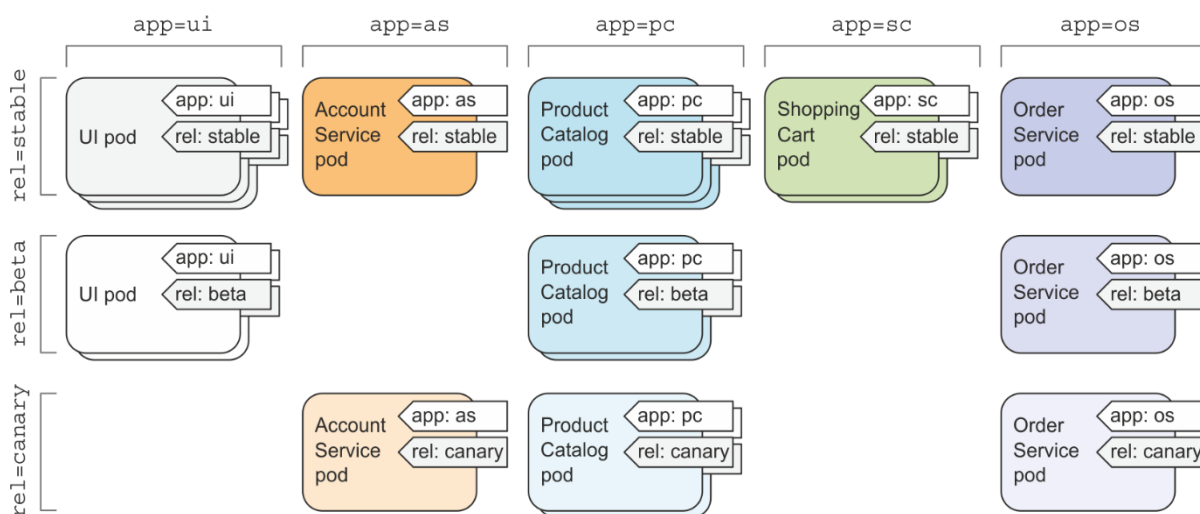 app=ui
app=as
app=pc
app=sc
app=os
rel=stable
UI pod
app: ui
rel: stable
Account
Service
pod
app: as
rel: stable
Product
Catalog
pod
app: pc
rel: stable
Shopping
Cart
pod
app: sc
rel: stable
Order
Service
pod
app: os
rel: stable
rel=beta
UI pod
app: ui
rel: beta
Product
Catalog
pod
app: pc
rel: beta
Order
Service
pod
app: os
rel: beta
rel=canary
Account
Service
pod
app: as
rel: canary
Product
Catalog
pod
app: pc
rel: canary
Order
Service
pod
app: os
rel: canary